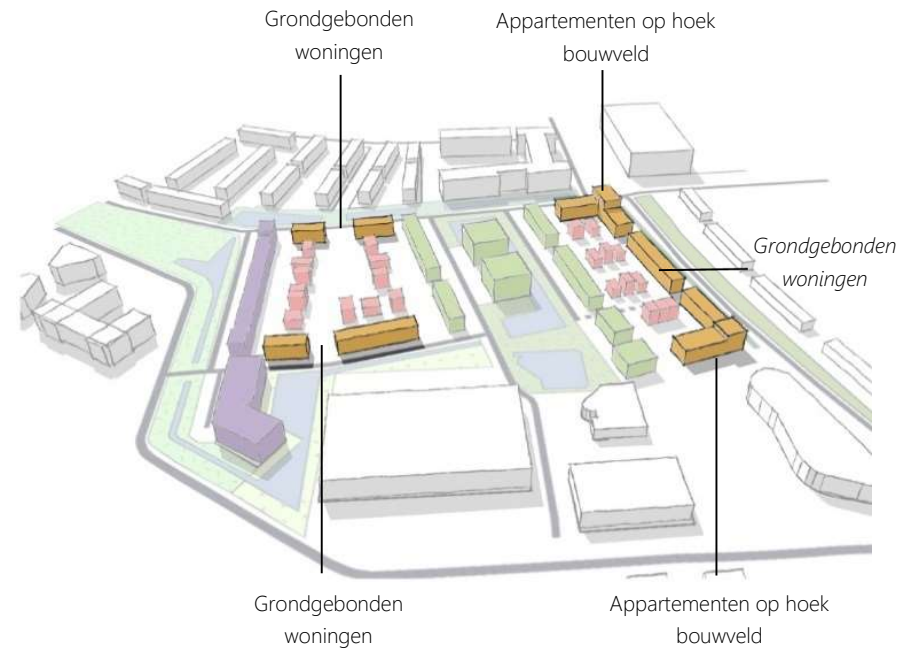 Grondgebonden
woningen
Appartementen op hoek
bouwveld
Grondgebonden
woningen
Grondgebonden
woningen
Appartementen op hoek
bouwveld